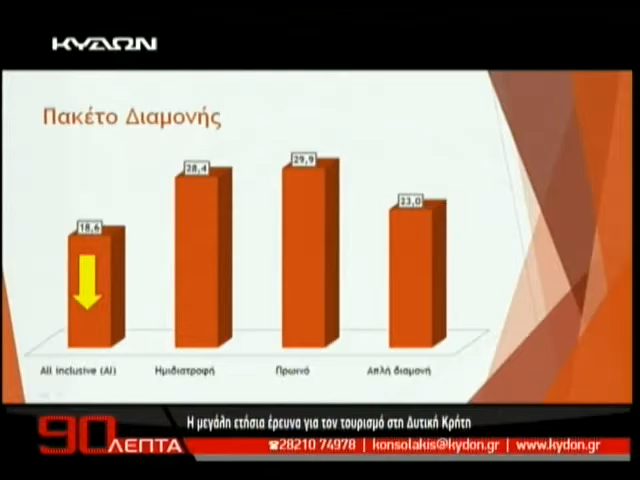 ΚΥΔΩΝ
Πακέτο Διαμονής
18,6
28,4
29,9
23,0
All inclusive (AI)
Ημιδιατροφή
Πρωινό
Απλή διαμονή
90 ΛΕΠΤΑ
Η μεγάλη ετήσια έρευνα για τον τουρισμό στη Δυτική Κρήτη
☎28210 74978 | konsolakis@kydon.gr | www.kydon.gr